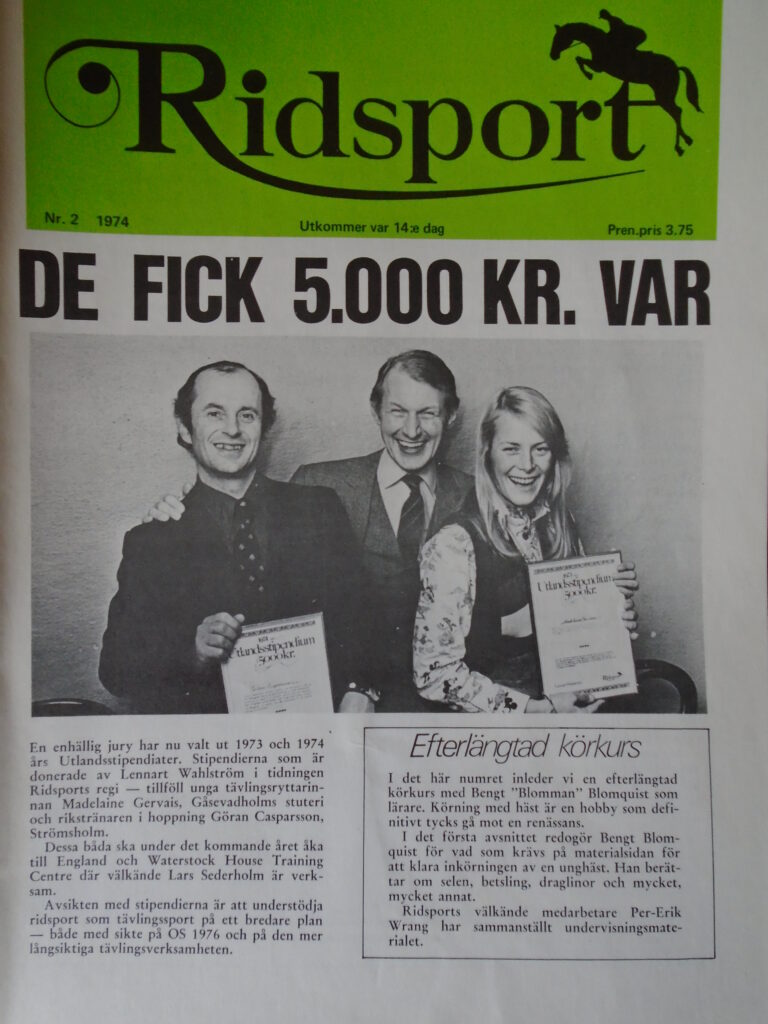 Ridsport
Nr. 2 1974
Utkommer var 14:e dag
Pren.pris 3.75
DE FICK 5.000 KR. VAR
1974
Utlandsstipendium
5.000kr.
1973
Utlandsstipendium
5.000kr.
Ridsport
En enhällig jury har nu valt ut 1973 och 1974
års Utlandsstipendiater. Stipendierna som är
donerade av Lennart Wahlström i tidningen
Ridsports regi — tillföll unga tävlingsryttarin-
nan Madelaine Gervais, Gåsevadholms stuteri
och rikstränaren i hoppning Göran Casparsson,
Strömsholm.
Dessa båda ska under det kommande året åka
till England och Waterstock House Training
Centre där välkände Lars Sederholm är verk-
sam.
Avsikten med stipendierna är att understödja
ridsport som tävlingssport på ett bredare plan
— både med sikte på OS 1976 och på den mer
långsiktiga tävlingsverksamheten.
Efterlängtad körkurs
I det här numret inleder vi en efterlängtad
körkurs med Bengt "Blomman" Blomquist som
lärare. Körning med häst är en hobby som defi-
nitivt tycks gå mot en renässans.
I det första avsnittet redogör Bengt Blom-
quist för vad som krävs på materialsidan för
att klara inkörningen av en unghäst. Han berät-
tar om selen, betsling, draglinor och mycket,
mycket annat.
Ridsports välkände medarbetare Per-Erik
Wrang har sammanställt undervisningsmate-
rialet.